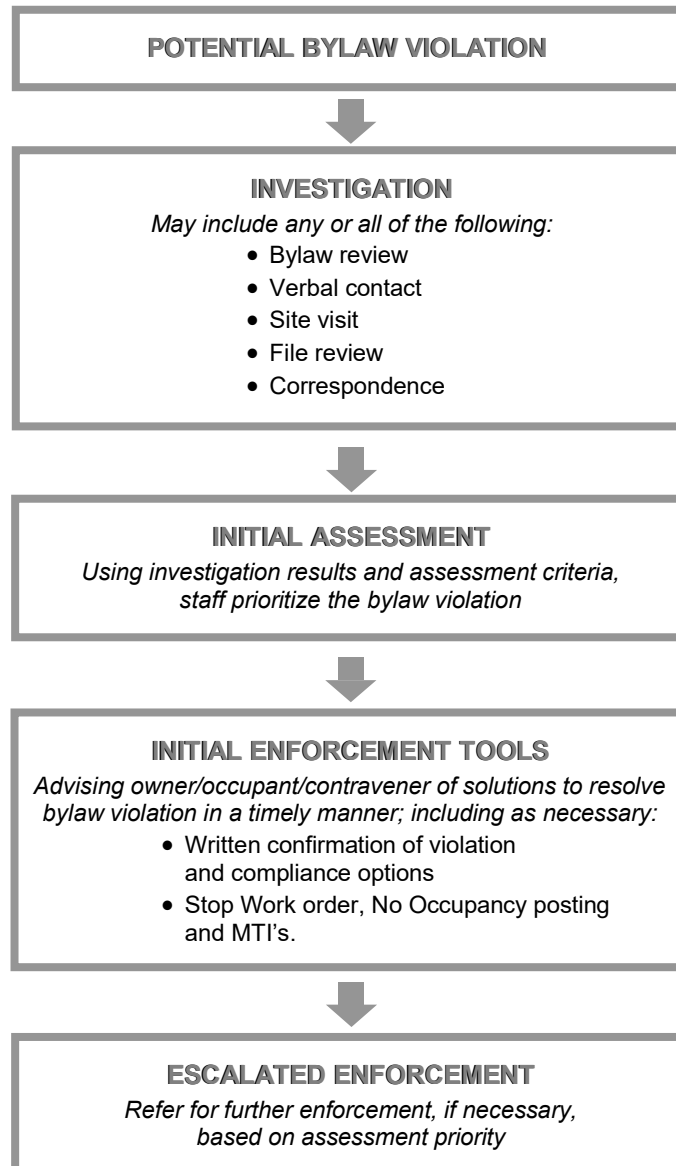 POTENTIAL BYLAW VIOLATION
INVESTIGATION
May include any or all of the following:
• Bylaw review
• Verbal contact
• Site visit
• File review
• Correspondence
INITIAL ASSESSMENT
Using investigation results and assessment criteria,
staff prioritize the bylaw violation
INITIAL ENFORCEMENT TOOLS
Advising owner/occupant/contravener of solutions to resolve
bylaw violation in a timely manner; including as necessary:
• Written confirmation of violation
and compliance options
• Stop Work order, No Occupancy posting
and MTI's.
ESCALATED ENFORCEMENT
Refer for further enforcement, if necessary,
based on assessment priority